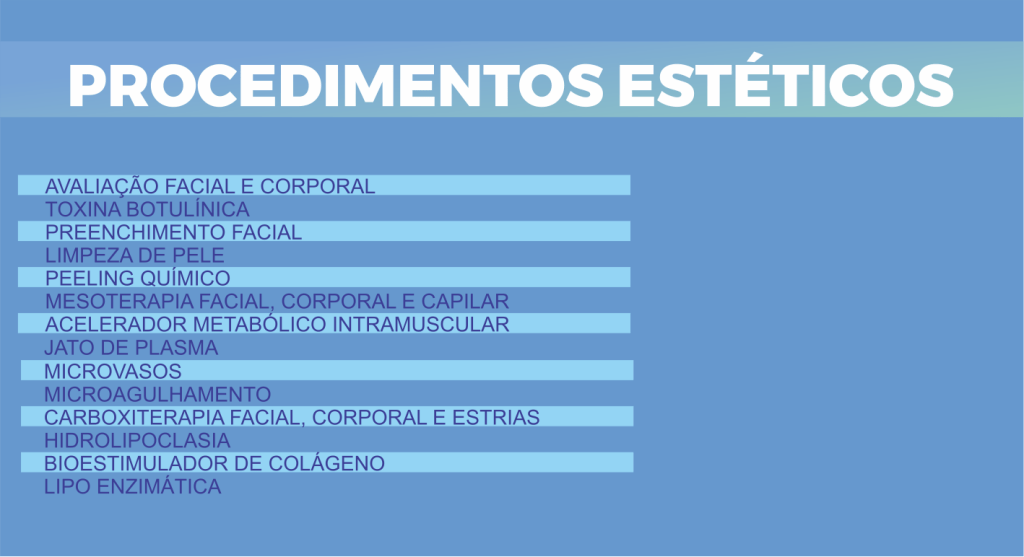 PROCEDIMENTOS ESTÉTICOS
AVALIAÇÃO FACIAL E CORPORAL
TOXINA BOTULÍNICA
PREENCHIMENTO FACIAL
LIMPEZA DE PELE
PEELING QUÍMICO
MESOTERAPIA FACIAL, CORPORAL E CAPILAR
ACELERADOR METABÓLICO INTRAMUSCULAR
JATO DE PLASMA
MICROVASOS
MICROAGULHAMENTO
CARBOXITERAPIA FACIAL, CORPORAL E ESTRIAS
HIDROLIPOCLASIA
BIOESTIMULADOR DE COLÁGENO
LIPO ENZIMÁTICA